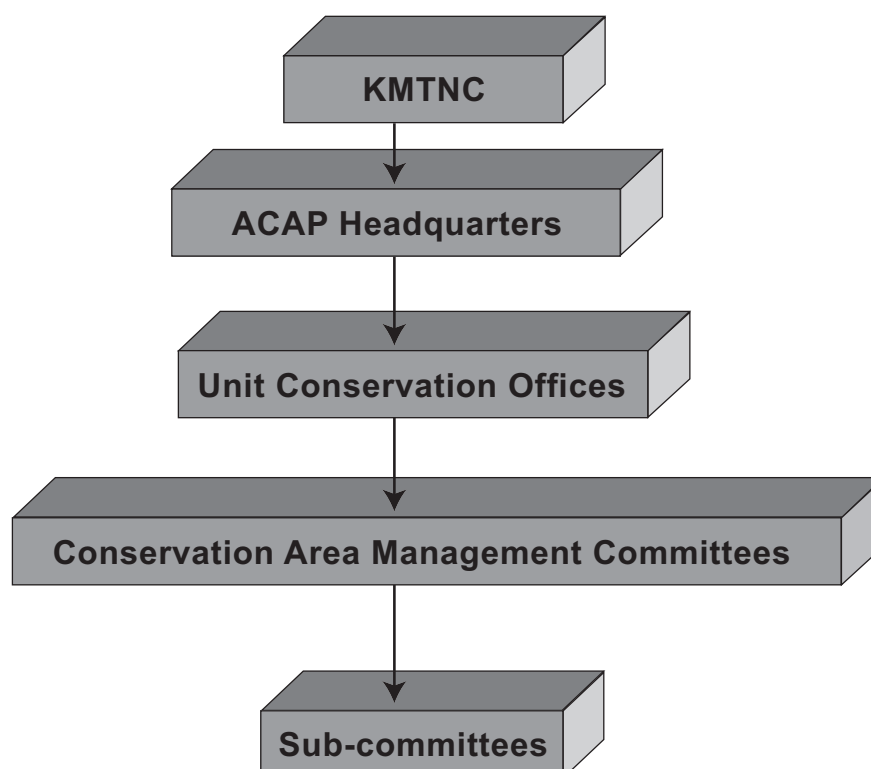 KMTNC
ACAP Headquarters
Unit Conservation Offices
Conservation Area Management Committees
Sub-committees